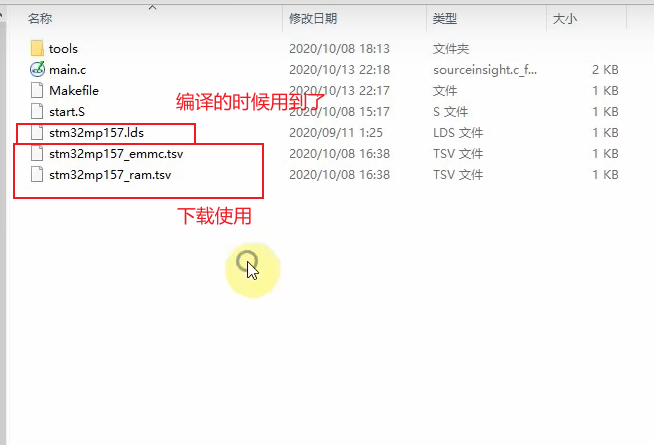 名称 修改日期 类型 大小
tools 2020/10/08 18:13 文件夹
main.c 2020/10/13 22:18 sourceinsight.c_f... 2 KB
Makefile 2020/10/13 22:17 文件 1 KB
编译的时候用到了
start.S 2020/10/08 15:17 S 文件 1 KB
stm32mp157.lds 2020/09/11 1:25 LDS 文件 1 KB
stm32mp157_emmc.tsv 2020/10/08 16:38 TSV 文件 1 KB
stm32mp157_ram.tsv 2020/10/08 16:38 TSV 文件 1 KB
下载使用